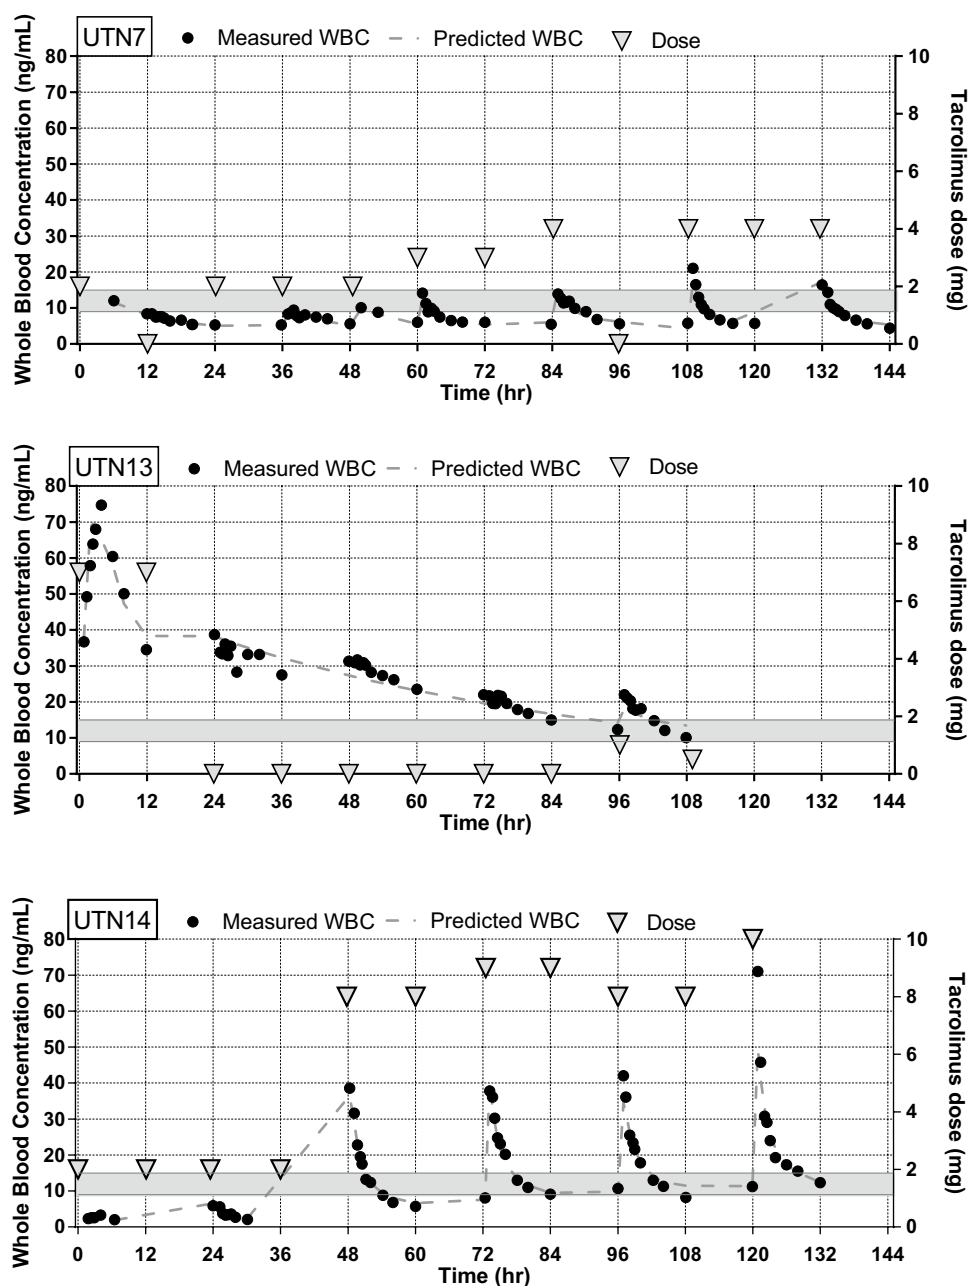 UTN7 Measured WBC Predicted WBC Dose
Whole Blood Concentration (ng/mL)
80 70 60 50 40 30 20 10 0
10 8 6 4 2 0
Tacrolimus dose (mg)
0 12 24 36 48 60 72 84 96 108 120 132 144
Time (hr)
UTN13 Measured WBC Predicted WBC Dose
Whole Blood Concentration (ng/mL)
80 70 60 50 40 30 20 10 0
10 8 6 4 2 0
Tacrolimus dose (mg)
0 12 24 36 48 60 72 84 96 108 120 132 144
Time (hr)
UTN14 Measured WBC Predicted WBC Dose
Whole Blood Concentration (ng/mL)
80 70 60 50 40 30 20 10 0
10 8 6 4 2 0
Tacrolimus dose (mg)
0 12 24 36 48 60 72 84 96 108 120 132 144
Time (hr)